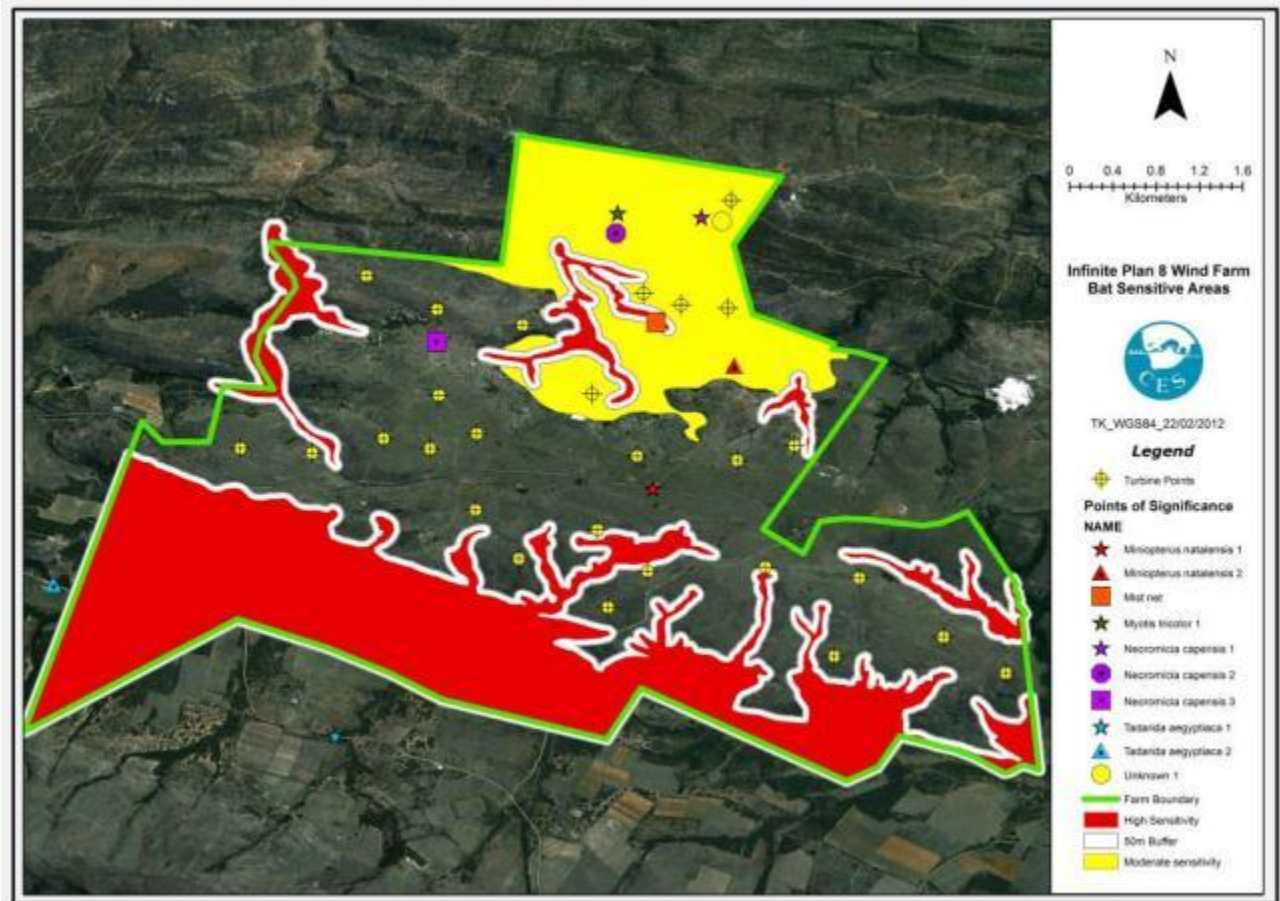 N
0 0.4 0.8 1.2 1.6
Kilometers
Infinite Plan 8 Wind Farm
Bat Sensitive Areas
CES
TK_WGS84_22/02/2012
Legend
Turbine Points
Points of Significance
NAME
Miniopterus natalensis 1
Miniopterus natalensis 2
Mist net
Myotis tricolor 1
Neoromicia capensis 1
Neoromicia capensis 2
Neoromicia capensis 3
Tadarida aegyptiaca 1
Tadarida aegyptiaca 2
Unknown 1
Farm Boundary
High Sensitivity
50m Buffer
Moderate sensitivity